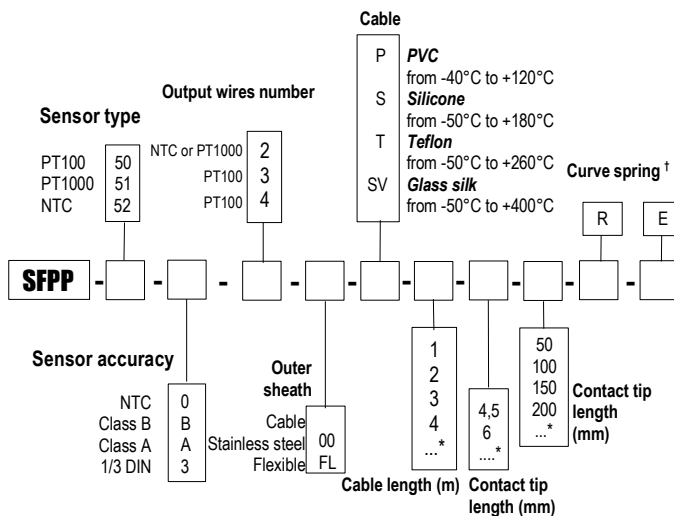 Cable
P PVC
from -40°C to +120°C
S Silicone
from -50°C to +180°C
T Teflon
from -50°C to +260°C
SV Glass silk
from -50°C to +400°C
Output wires number
NTC or PT1000 2
PT100 3
PT100 4
Sensor type
PT100 50
PT1000 51
NTC 52
Curve spring †
R E
SFPP - - - - - - - - - -
Sensor accuracy
NTC 0
Class B B
Class A A
1/3 DIN 3
Outer
sheath
Cable
Stainless steel 00
Flexible FL
1
2
3
4
...*
Cable length (m)
4,5
6
....*
Contact tip
length (mm)
50
100
150
200
...*
Contact tip
length
(mm)